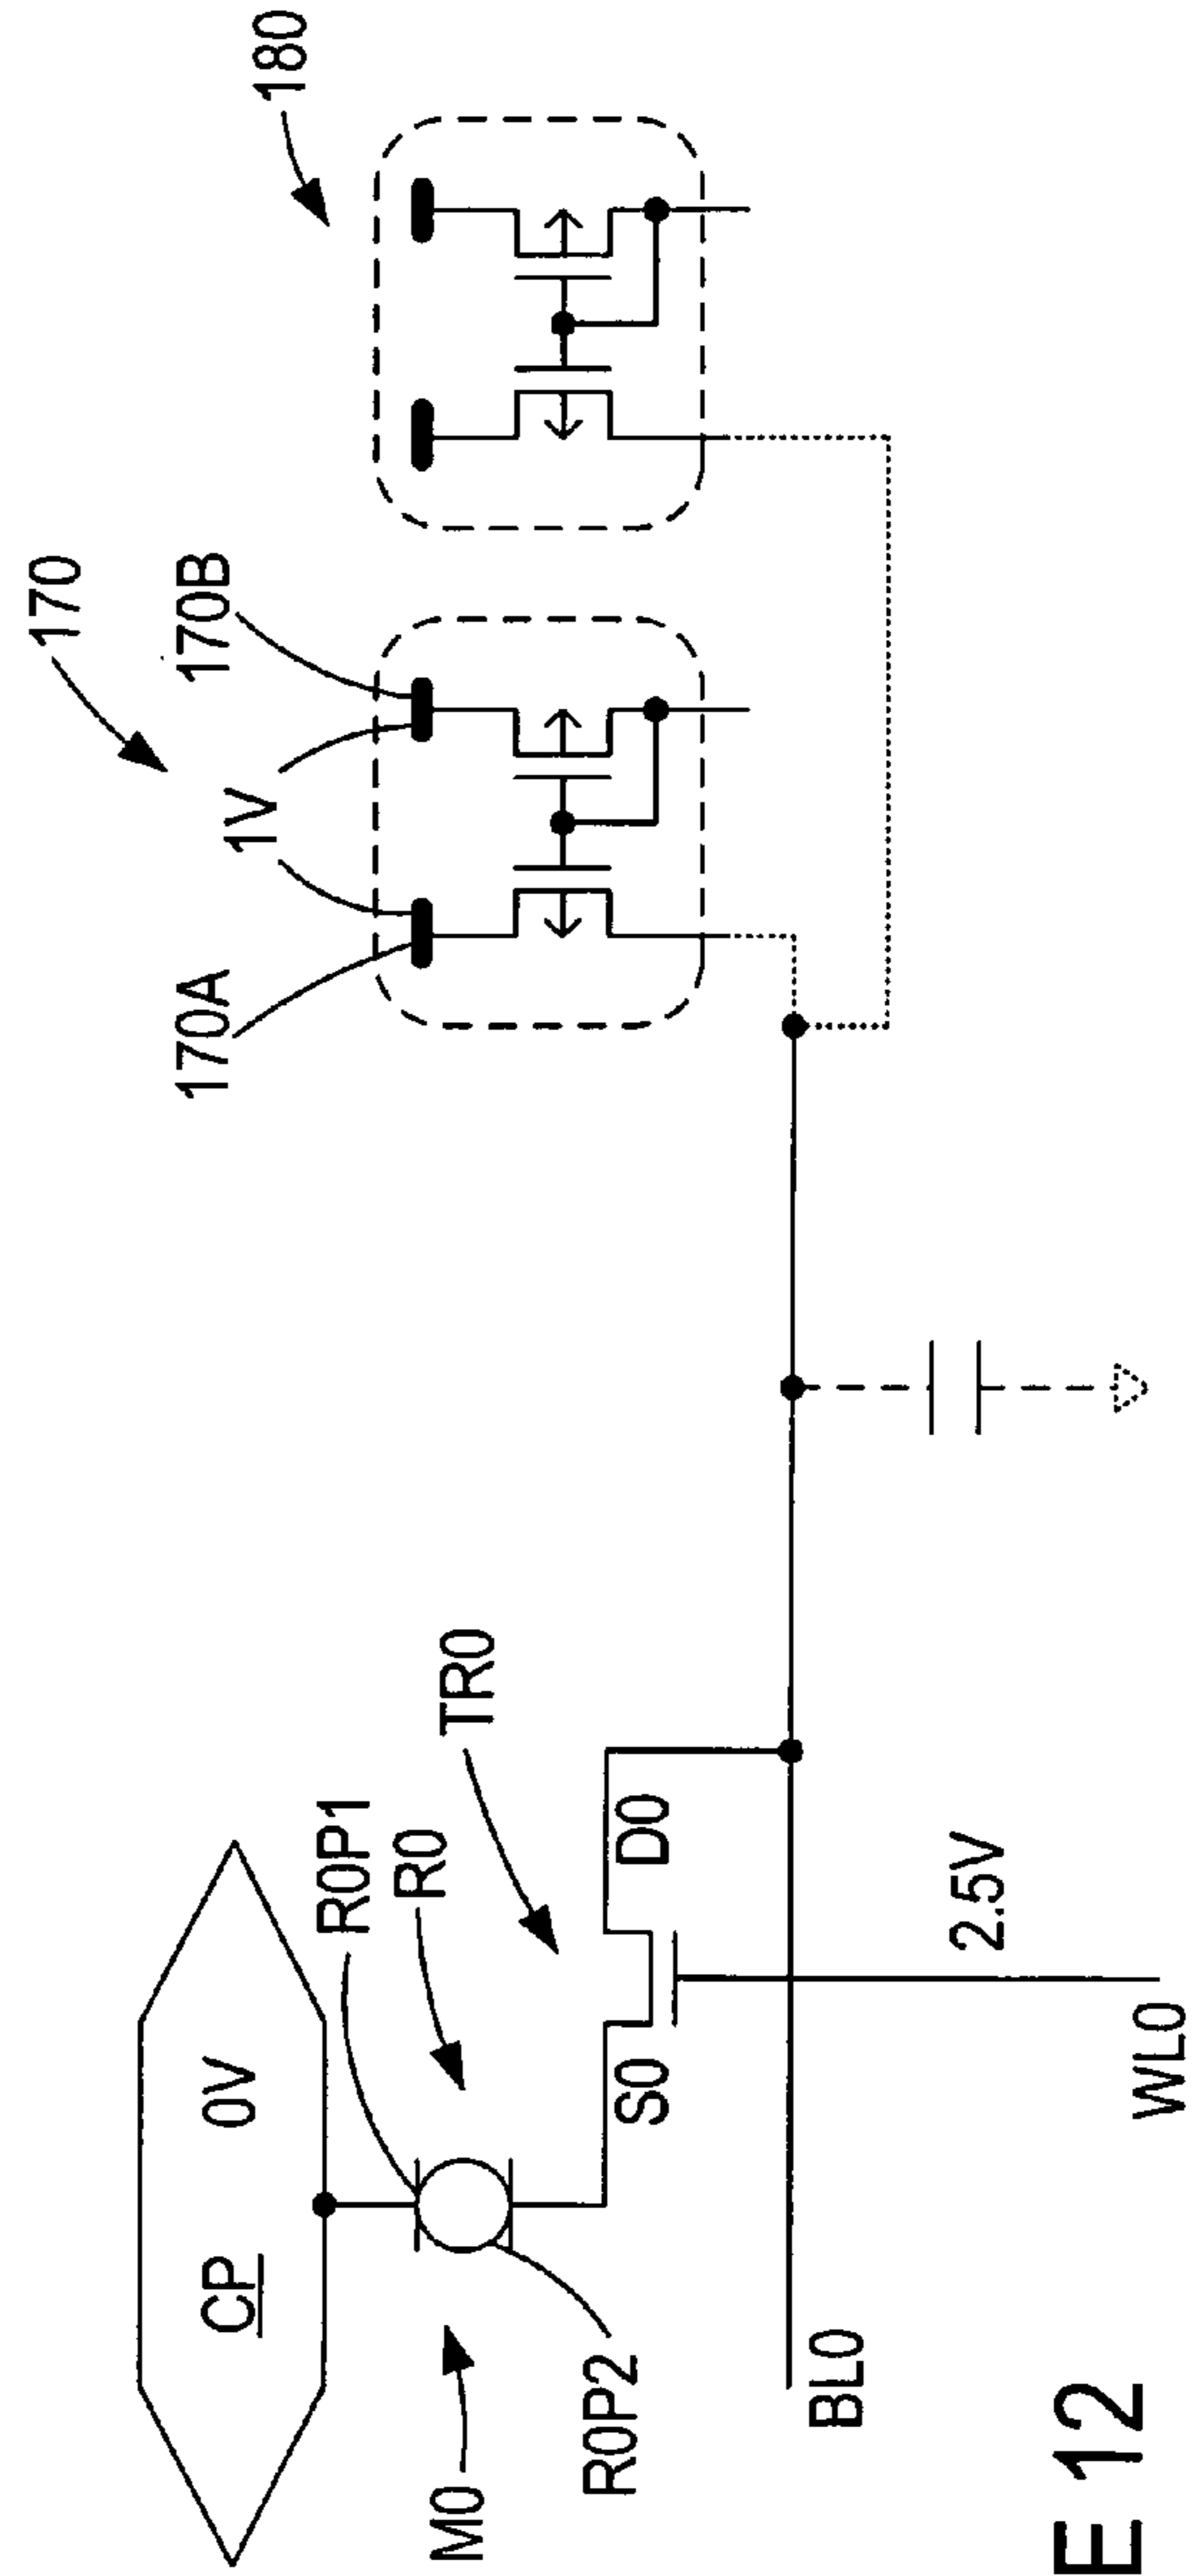 180
170
170B
1V
170A
TR0
R0P1
R0
D0
CP 0V
S0
2.5V
M0
R0P2
BL0
WL0
E 12